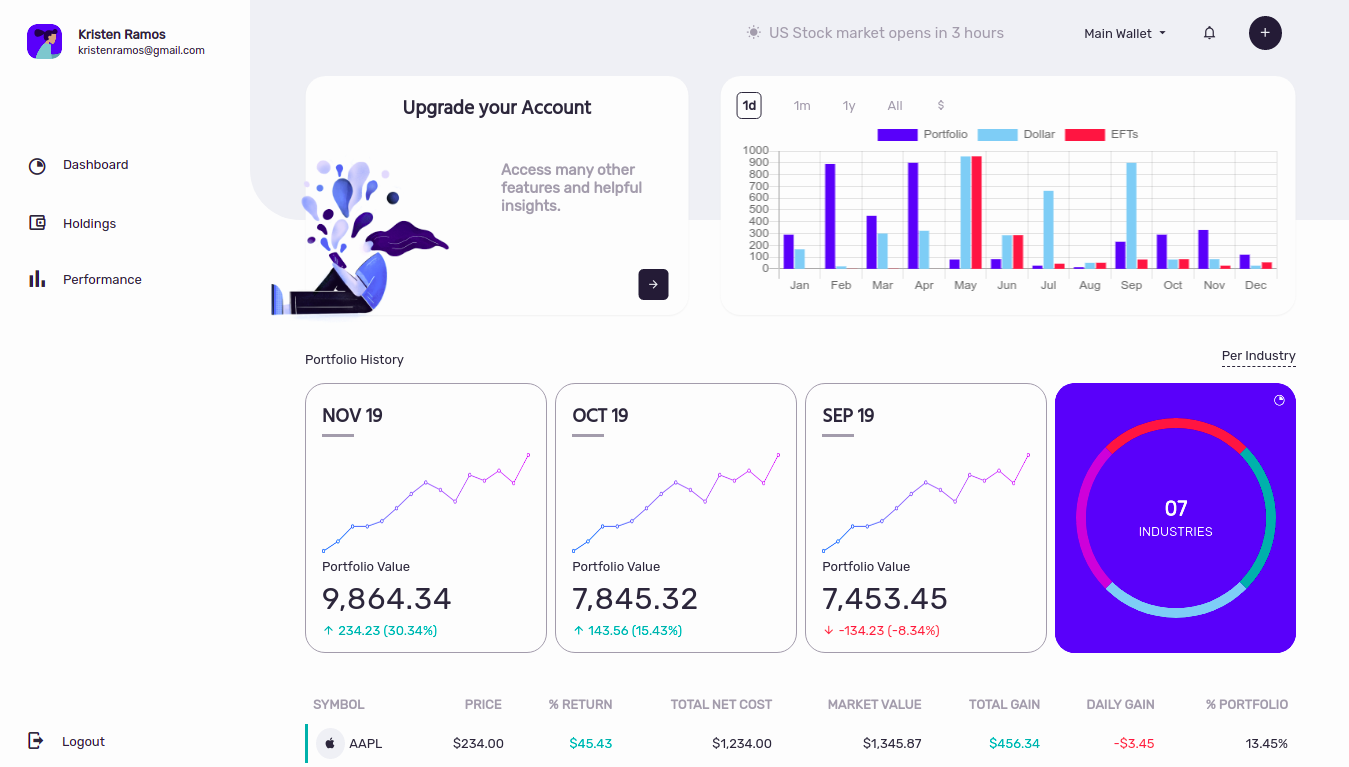 Kristen Ramos
kristenramos@gmail.com
US Stock market opens in 3 hours
Main Wallet
+
Dashboard
Holdings
Performance
Logout
Upgrade your Account
Access many other
features and helpful
insights.
1d 1m 1y All $
Portfolio Dollar EFTs
1000
900
800
700
600
500
400
300
200
100
0
Jan Feb Mar Apr May Jun Jul Aug Sep Oct Nov Dec
Portfolio History
Per Industry
NOV 19
Portfolio Value
9,864.34
234.23 (30.34%)
OCT 19
Portfolio Value
7,845.32
143.56 (15.43%)
SEP 19
Portfolio Value
7,453.45
-134.23 (-8.34%)
07
INDUSTRIES
SYMBOL PRICE % RETURN TOTAL NET COST MARKET VALUE TOTAL GAIN DAILY GAIN % PORTFOLIO
AAPL $234.00 $45.43 $1,234.00 $1,345.87 $456.34 -$3.45 13.45%